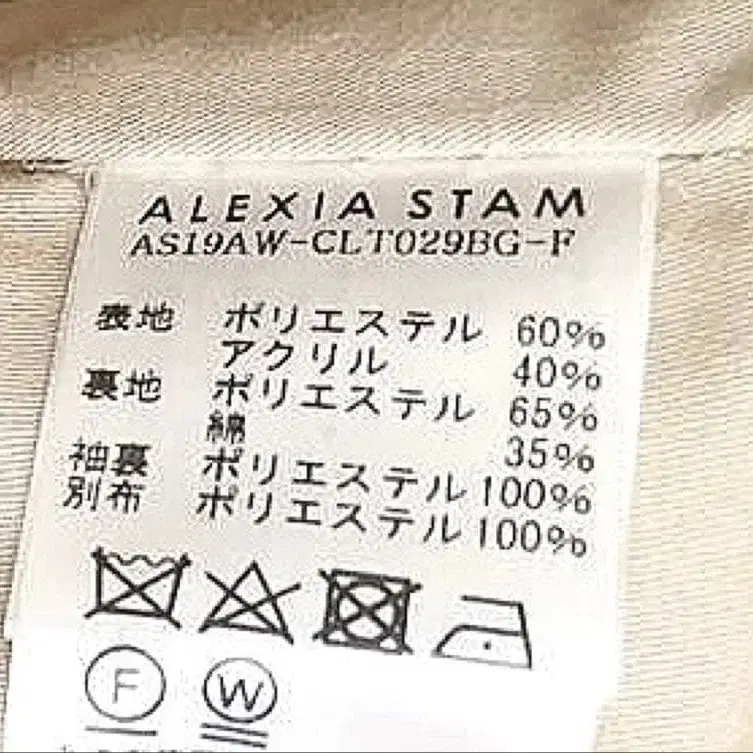 ALEXIA STAM
AS19AW-CLT029BG-F
表地 ポリエステル 60%
アクリル 40%
裏地 ポリエステル 65%
綿 35%
袖裏 ポリエステル 100%
別布 ポリエステル 100%
F W